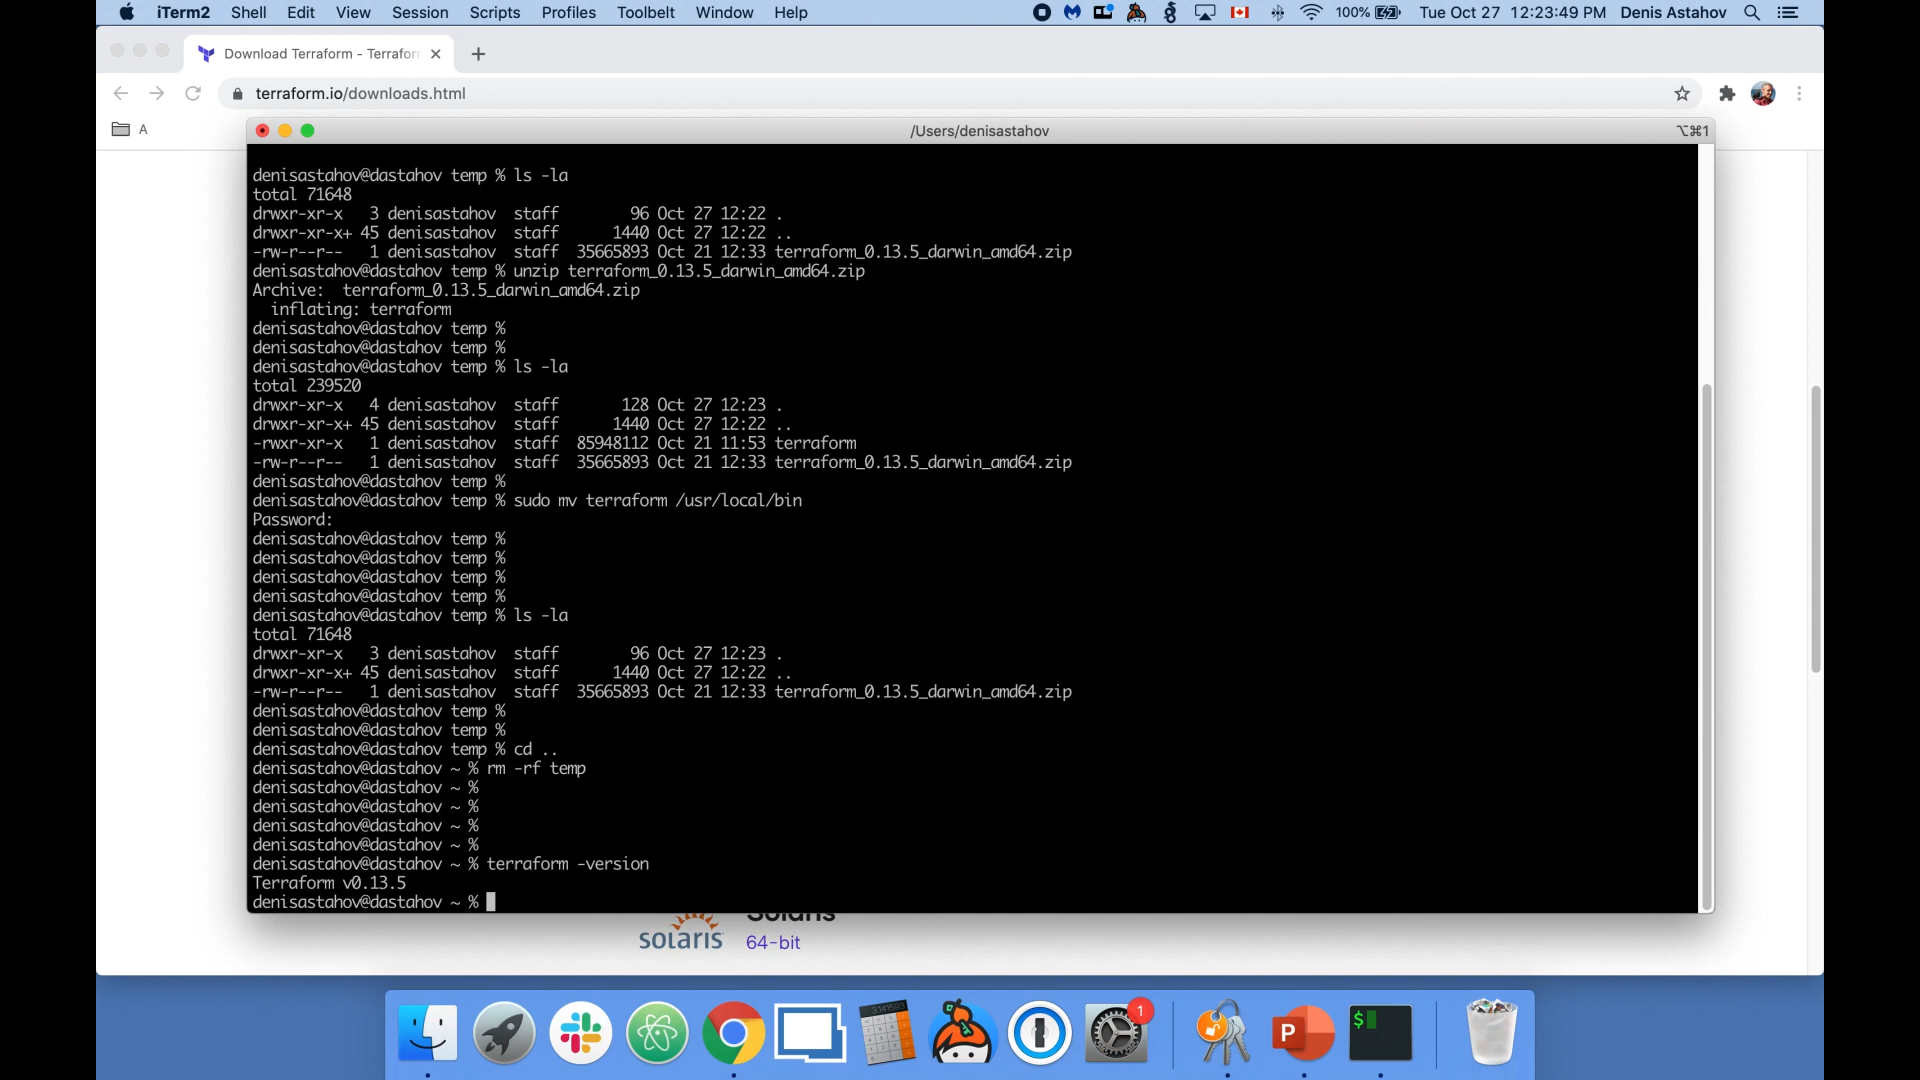 iTerm2 Shell Edit View Session Scripts Profiles Toolbelt Window Help 100% Tue Oct 27 12:23:49 PM Denis Astahov
Download Terraform - Terrafor
terraform.io/downloads.html
A
/Users/denisastahov ⌥⌘1
denisastahov@dastahov temp % ls -la
total 71648
drwxr-xr-x 3 denisastahov staff 96 Oct 27 12:22 .
drwxr-xr-x+ 45 denisastahov staff 1440 Oct 27 12:22 ..
-rw-r--r-- 1 denisastahov staff 35665893 Oct 21 12:33 terraform_0.13.5_darwin_amd64.zip
denisastahov@dastahov temp % unzip terraform_0.13.5_darwin_amd64.zip
Archive: terraform_0.13.5_darwin_amd64.zip
inflating: terraform
denisastahov@dastahov temp %
denisastahov@dastahov temp %
denisastahov@dastahov temp % ls -la
total 239520
drwxr-xr-x 4 denisastahov staff 128 Oct 27 12:23 .
drwxr-xr-x+ 45 denisastahov staff 1440 Oct 27 12:22 ..
-rwxr-xr-x 1 denisastahov staff 85948112 Oct 21 11:53 terraform
-rw-r--r-- 1 denisastahov staff 35665893 Oct 21 12:33 terraform_0.13.5_darwin_amd64.zip
denisastahov@dastahov temp %
denisastahov@dastahov temp % sudo mv terraform /usr/local/bin
Password:
denisastahov@dastahov temp %
denisastahov@dastahov temp %
denisastahov@dastahov temp %
denisastahov@dastahov temp %
denisastahov@dastahov temp % ls -la
total 71648
drwxr-xr-x 3 denisastahov staff 96 Oct 27 12:23 .
drwxr-xr-x+ 45 denisastahov staff 1440 Oct 27 12:22 ..
-rw-r--r-- 1 denisastahov staff 35665893 Oct 21 12:33 terraform_0.13.5_darwin_amd64.zip
denisastahov@dastahov temp %
denisastahov@dastahov temp %
denisastahov@dastahov temp % cd ..
denisastahov@dastahov ~ % rm -rf temp
denisastahov@dastahov ~ %
denisastahov@dastahov ~ %
denisastahov@dastahov ~ %
denisastahov@dastahov ~ %
denisastahov@dastahov ~ % terraform -version
Terraform v0.13.5
denisastahov@dastahov ~ %
Solaris
solaris 64-bit
1
P
$